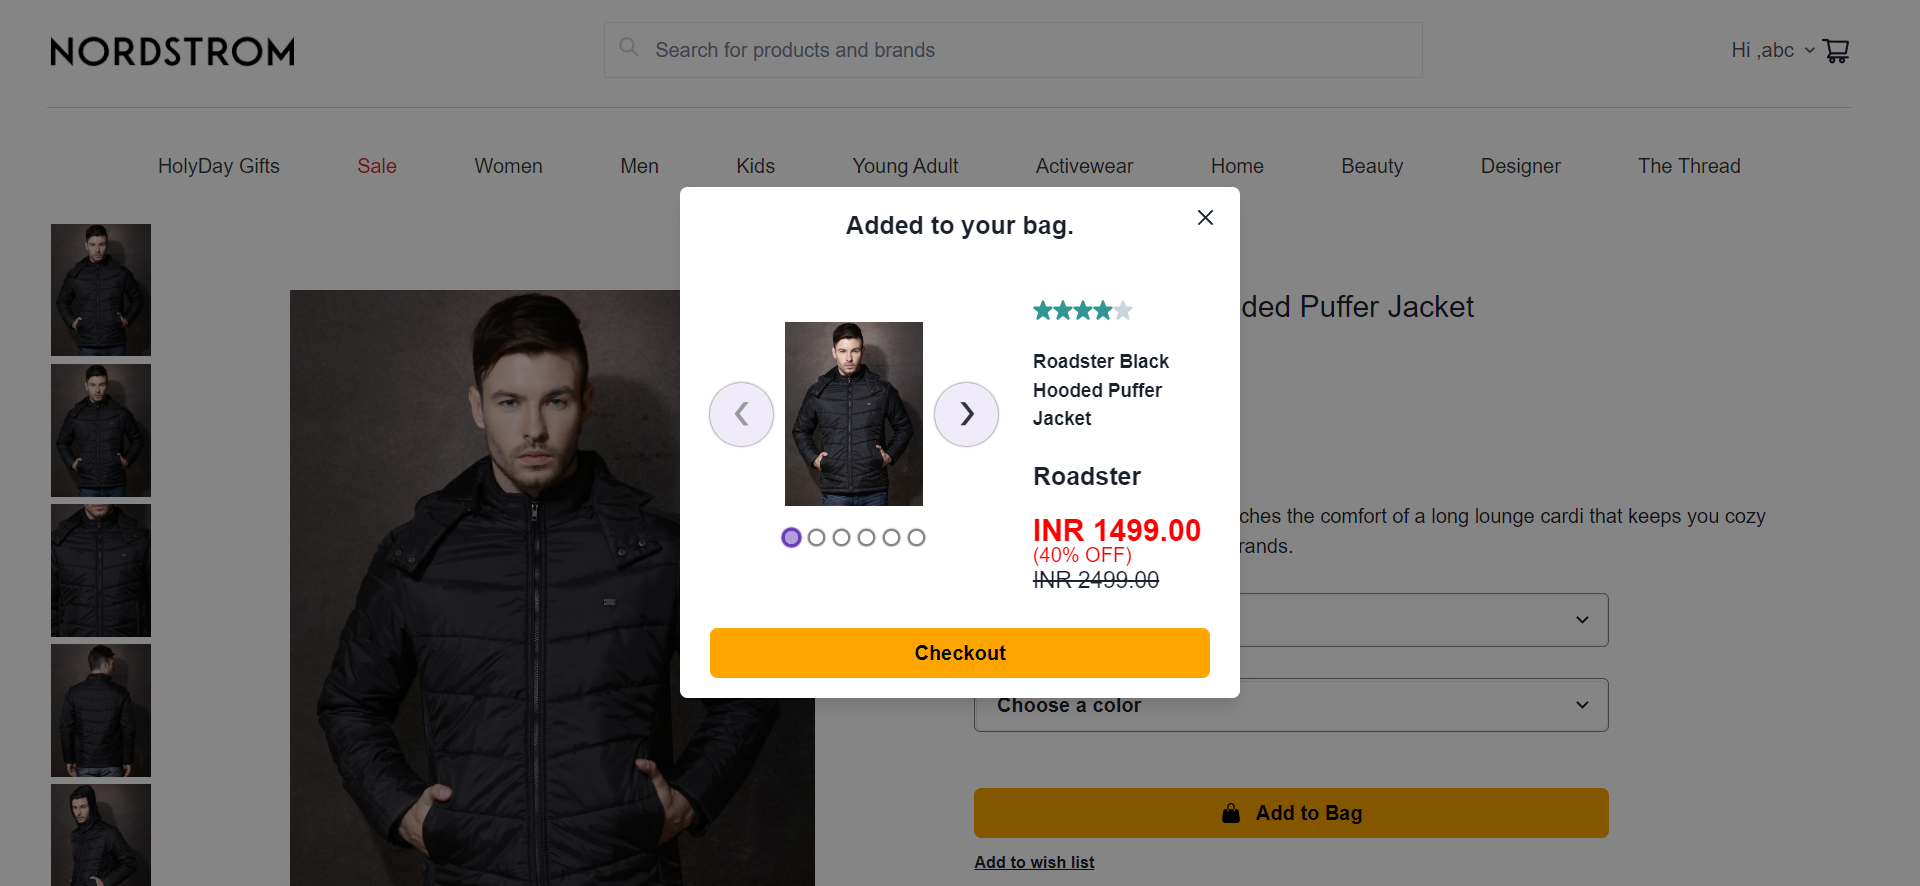 NORDSTROM
Search for products and brands
Hi ,abc
HolyDay Gifts Sale Women Men Kids Young Adult Activewear Home Beauty Designer The Thread
Added to your bag.
Roadster Black
Hooded Puffer
Jacket
Roadster
INR 1499.00
(40% OFF)
INR 2499.00
Checkout
Puffer Jacket
the comfort of a long lounge cardi that keeps you cozy
Choose a color
Add to Bag
Add to wish list